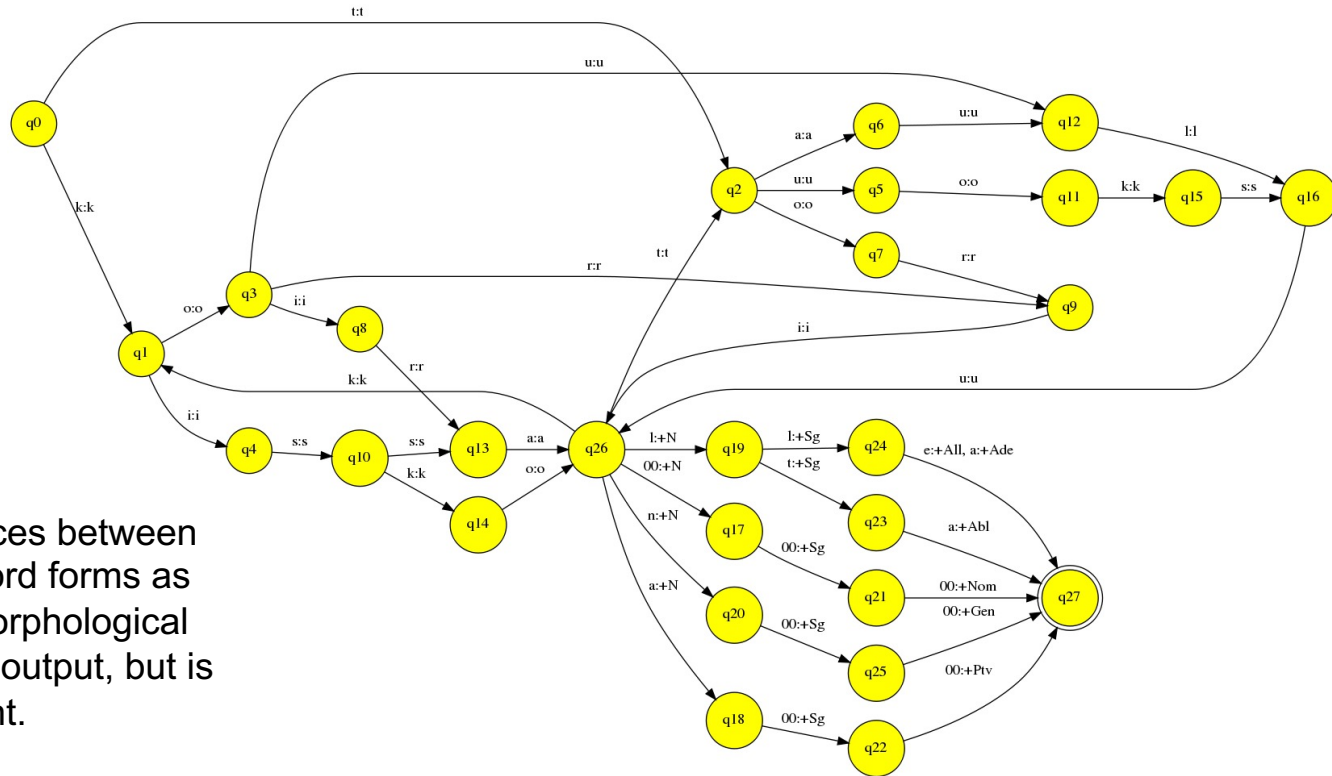 t:t
u:u
q0
q6
u:u
q12
a:a
l:l
q2
u:u
q5
o:o
q11
k:k
q15
s:s
q16
o:o
k:k
q7
t:t
r:r
r:r
q3
i:i
q9
o:o
q8
i:i
q1
r:r
k:k
u:u
i:i
q4
s:s
q10
s:s
q13
a:a
q26
l:+N
q19
l:+Sg
q24
e:+All, a:+Ade
k:k
o:o
00:+N
t:+Sg
q14
q23
n:+N
q17
a:+Abl
00:+Sg
a:+N
q21
00:+Nom
q27
00:+Gen
q20
00:+Sg
q25
00:+Ptv
q18
00:+Sg
q22
ces between
ord forms as
orphological
output, but is
nt.